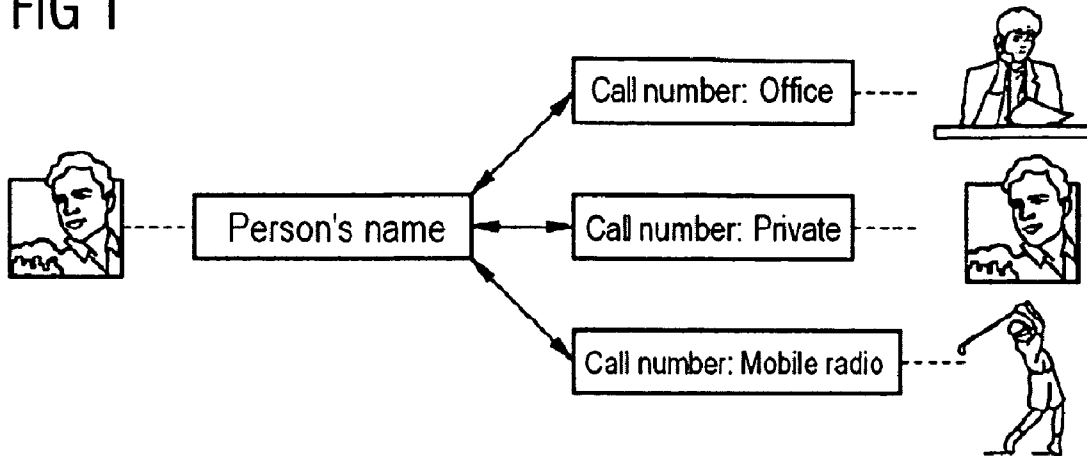 FIG 1
Call number: Office
Person's name
Call number: Private
Call number: Mobile radio